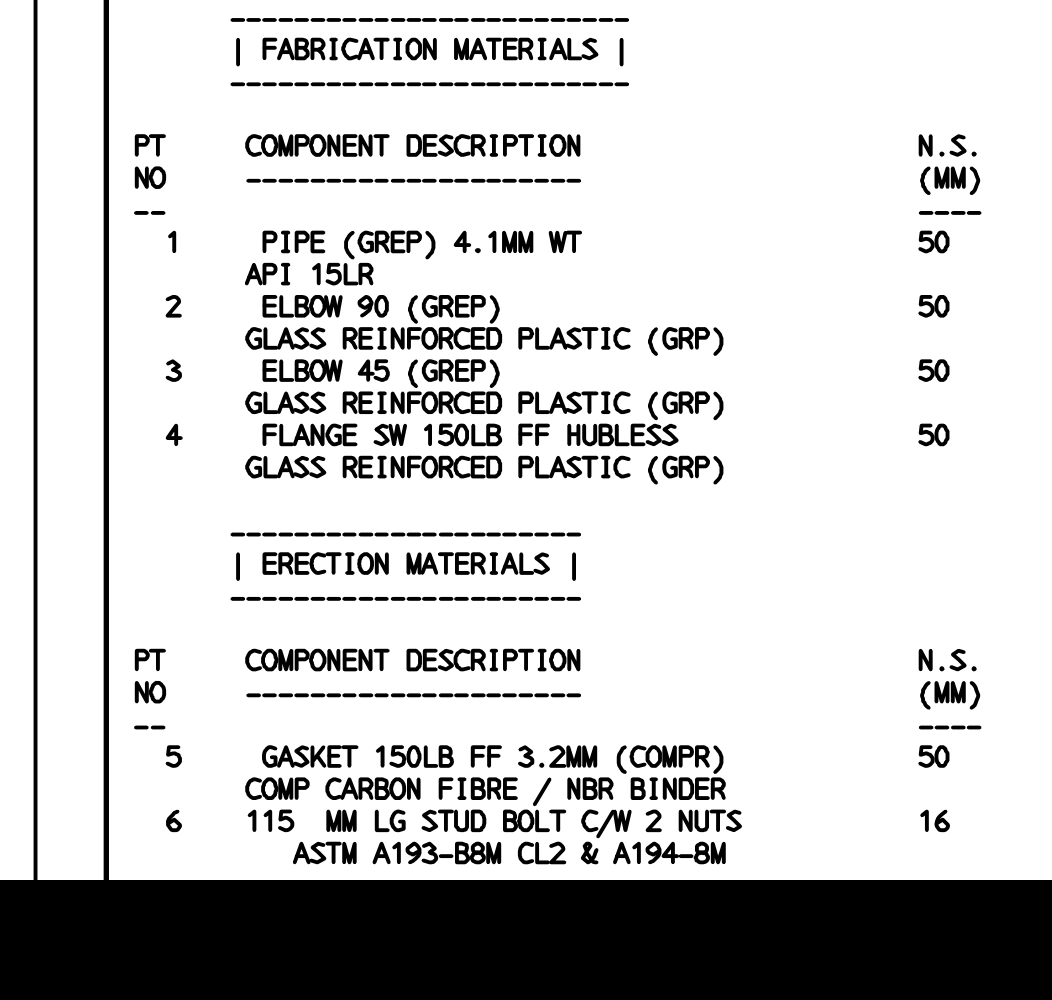 -------------------------
| FABRICATION MATERIALS |
-------------------------
PT COMPONENT DESCRIPTION N.S.
NO --------------------- (MM)
-- ----
1 PIPE (GREP) 4.1MM WT 50
API 15LR
2 ELBOW 90 (GREP) 50
GLASS REINFORCED PLASTIC (GRP)
3 ELBOW 45 (GREP) 50
GLASS REINFORCED PLASTIC (GRP)
4 FLANGE SW 150LB FF HUBLESS 50
GLASS REINFORCED PLASTIC (GRP)
----------------------
| ERECTION MATERIALS |
----------------------
PT COMPONENT DESCRIPTION N.S.
NO --------------------- (MM)
-- ----
5 GASKET 150LB FF 3.2MM (COMPR) 50
COMP CARBON FIBRE / NBR BINDER
6 115 MM LG STUD BOLT C/W 2 NUTS 16
ASTM A193-B8M CL2 & A194-8M